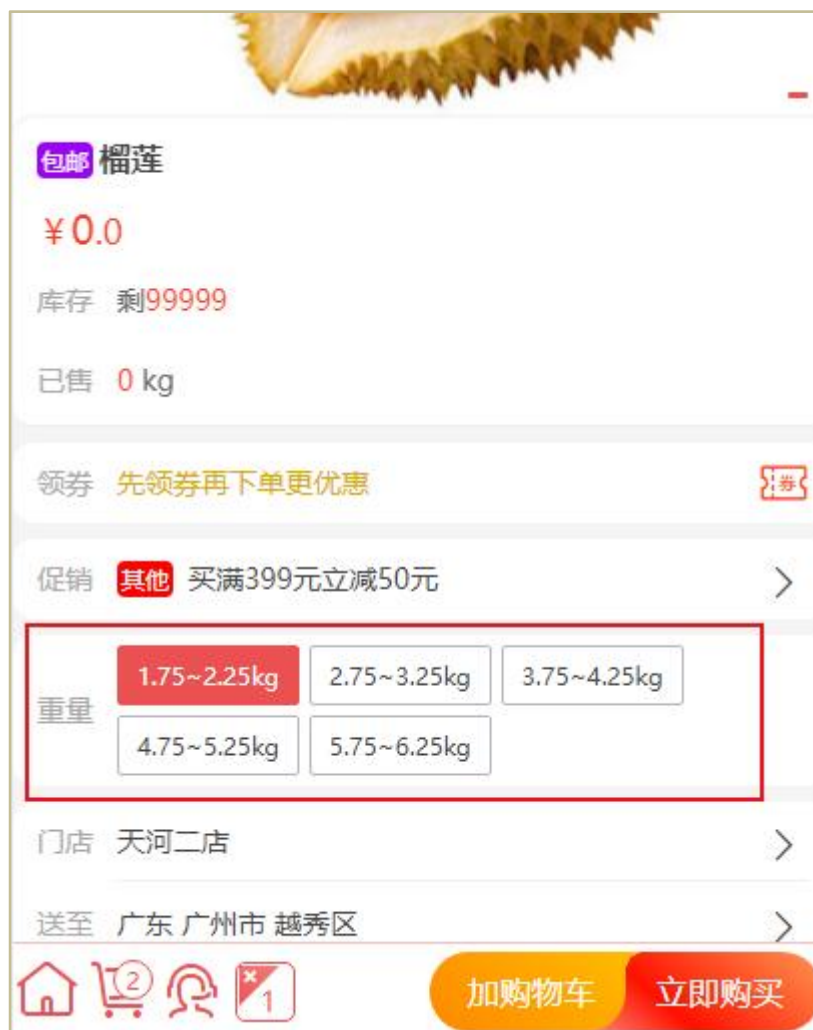 包邮 榴莲
￥0.0
库存 剩99999
已售 0 kg
领券 先领券再下单更优惠 券
促销 其他 买满399元立减50元
1.75~2.25kg 2.75~3.25kg 3.75~4.25kg
重量
4.75~5.25kg 5.75~6.25kg
门店 天河二店
送至 广东 广州市 越秀区
2 1 加购物车 立即购买